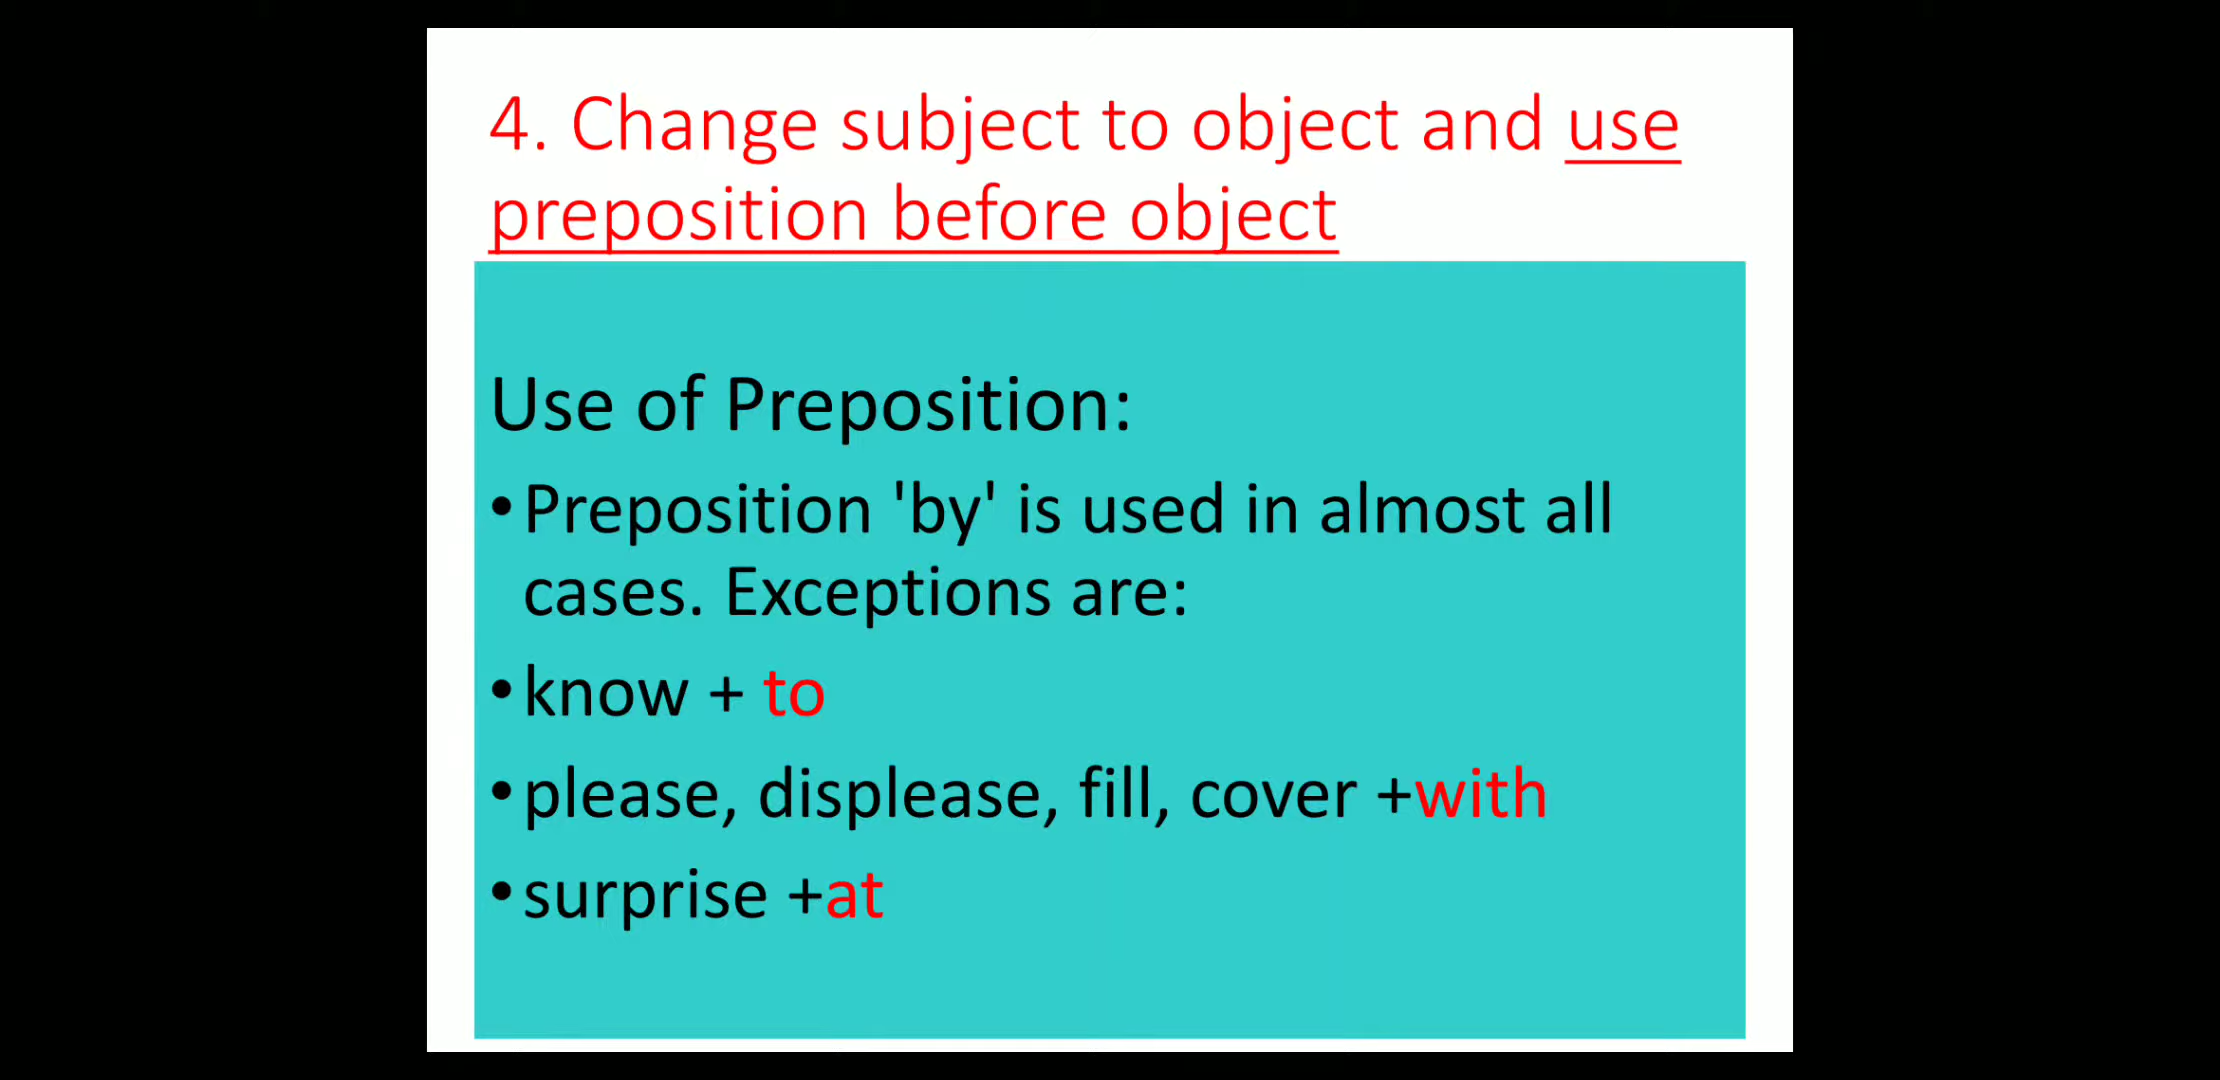 4. Change subject to object and use
preposition before object
Use of Preposition:
•Preposition 'by' is used in almost all
cases. Exceptions are:
•know + to
•please, displease, fill, cover +with
•surprise +at